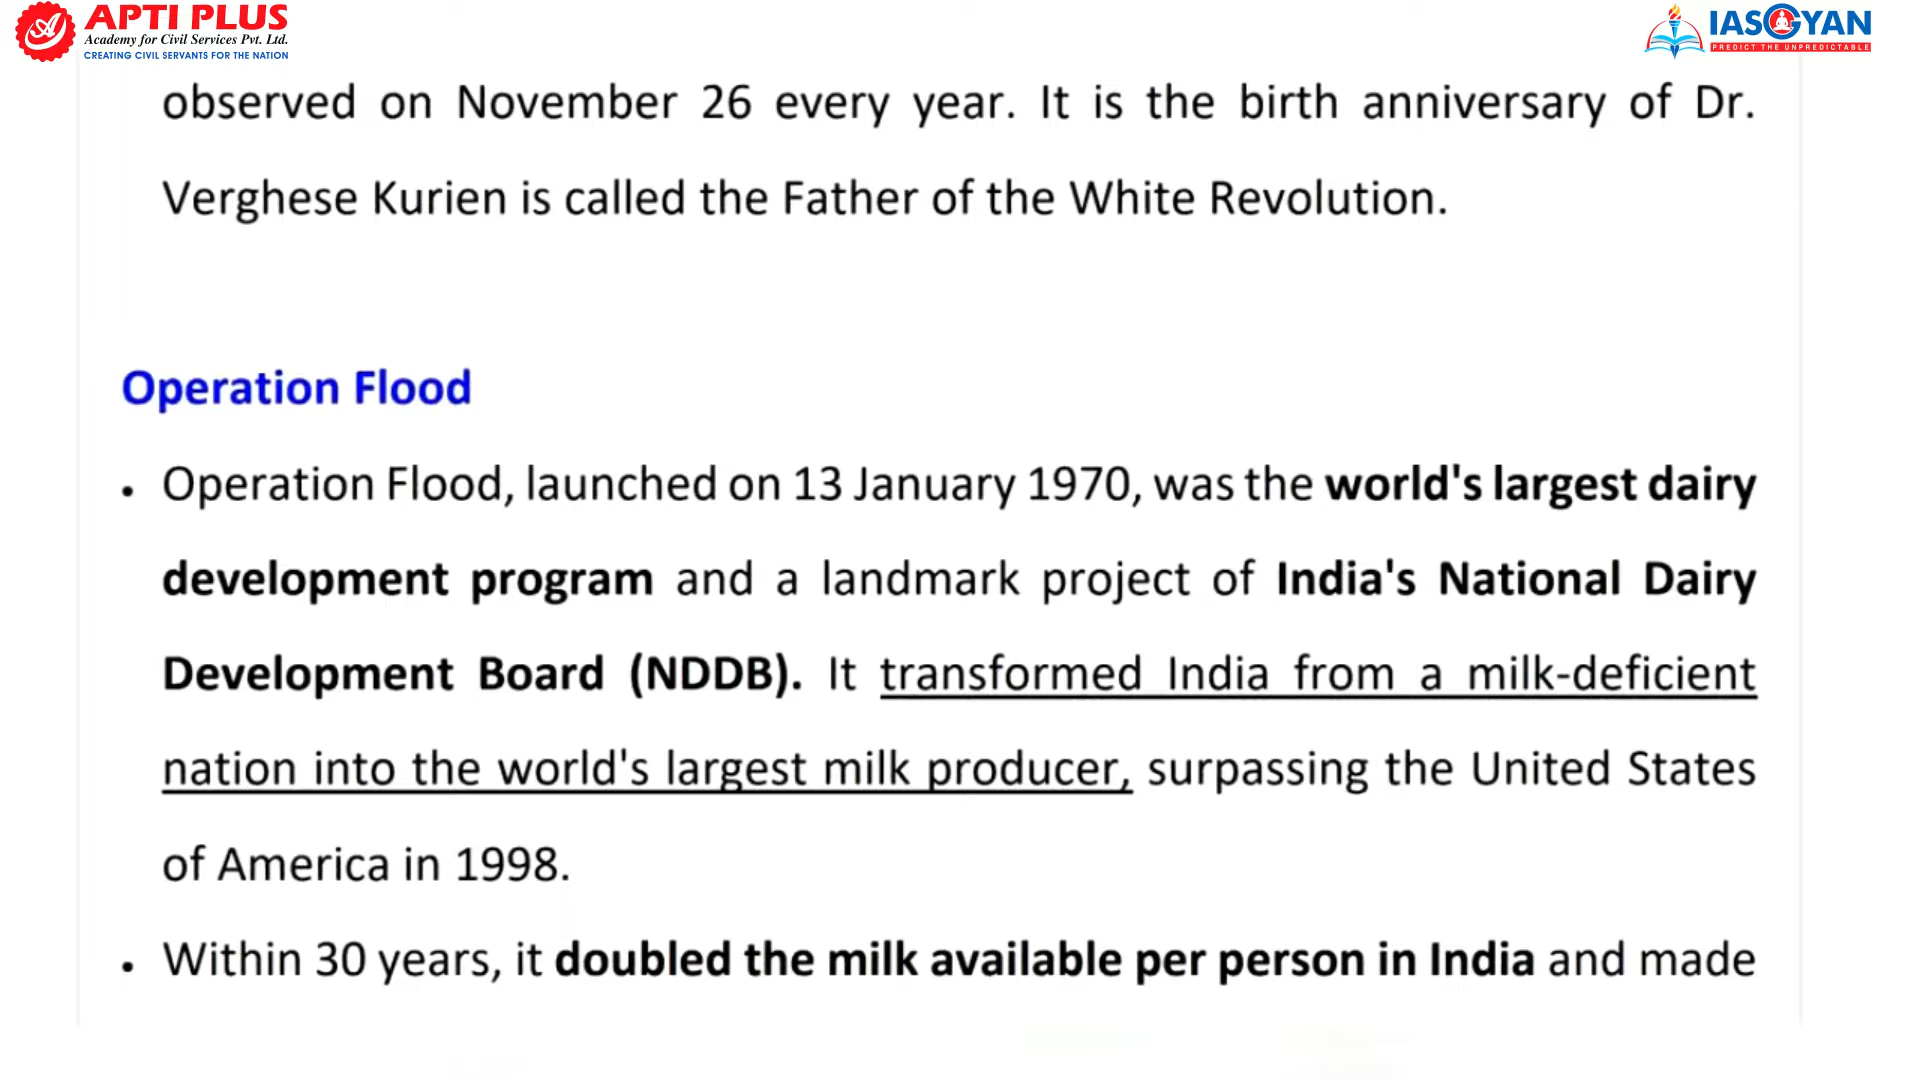 APTI PLUS
Academy for Civil Services Pvt. Ltd.
CREATING CIVIL SERVANTS FOR THE NATION
IASGYAN
PREDICT THE UNPREDICTABLE
observed on November 26 every year. It is the birth anniversary of Dr.
Verghese Kurien is called the Father of the White Revolution.
Operation Flood
• Operation Flood, launched on 13 January 1970, was the world's largest dairy
development program and a landmark project of India's National Dairy
Development Board (NDDB). It transformed India from a milk-deficient
nation into the world's largest milk producer, surpassing the United States
of America in 1998.
• Within 30 years, it doubled the milk available per person in India and made